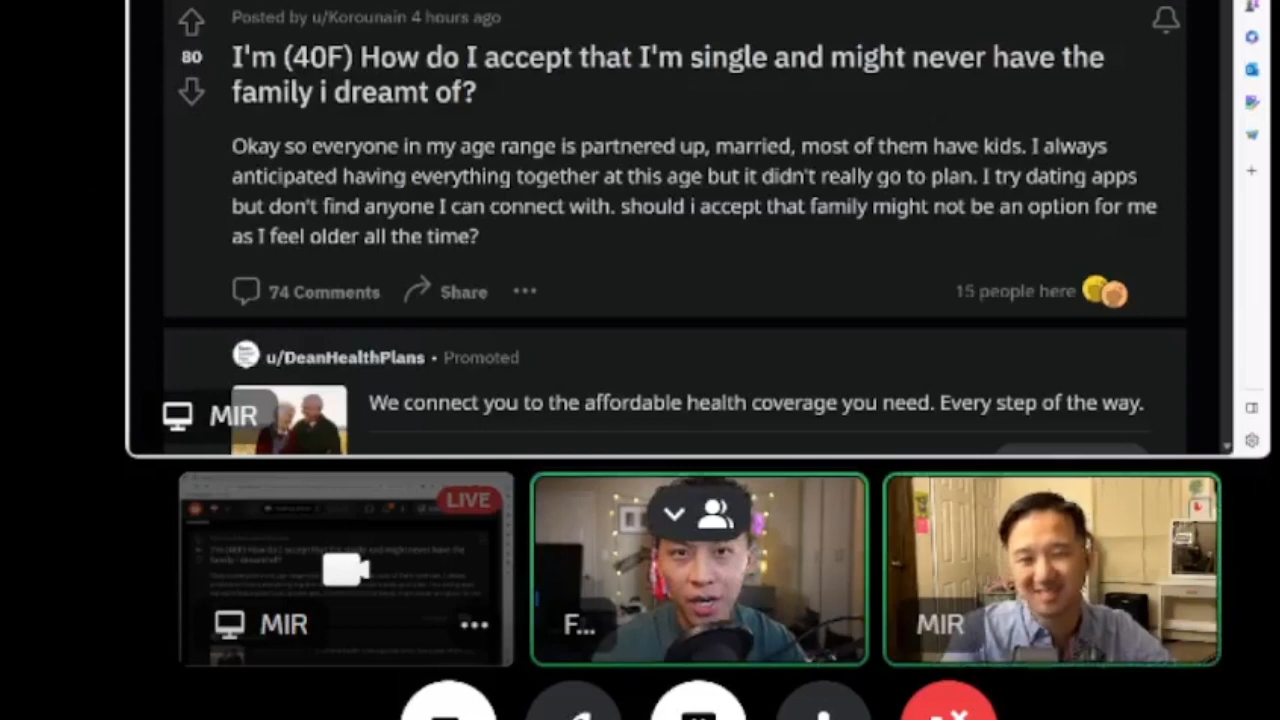 Posted by u/Korounain 4 hours ago
80
I'm (40F) How do I accept that I'm single and might never have the
family i dreamt of?
Okay so everyone in my age range is partnered up, married, most of them have kids. I always
anticipated having everything together at this age but it didn't really go to plan. I try dating apps
but don't find anyone I can connect with. should i accept that family might not be an option for me
as I feel older all the time?
74 Comments
Share
15 people here
u/DeanHealthPlans • Promoted
We connect you to the affordable health coverage you need. Every step of the way.
MIR
LIVE
MIR
F...
MIR